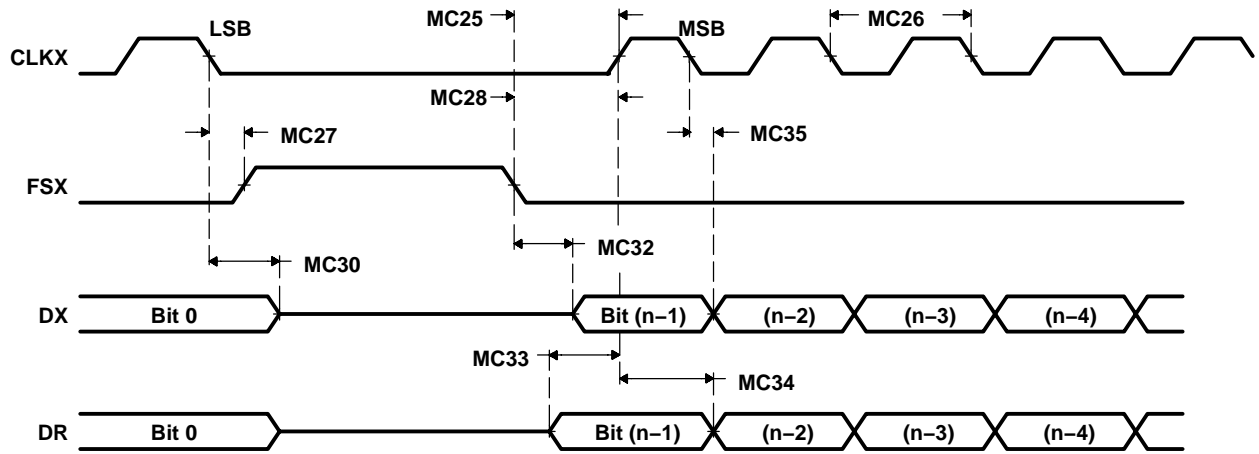 MC25
LSB
MSB
MC26
CLKX
MC28
MC27
MC35
FSX
MC32
MC30
DX
Bit 0
Bit (n−1)
(n−2)
(n−3)
(n−4)
MC33
MC34
DR
Bit 0
Bit (n−1)
(n−2)
(n−3)
(n−4)